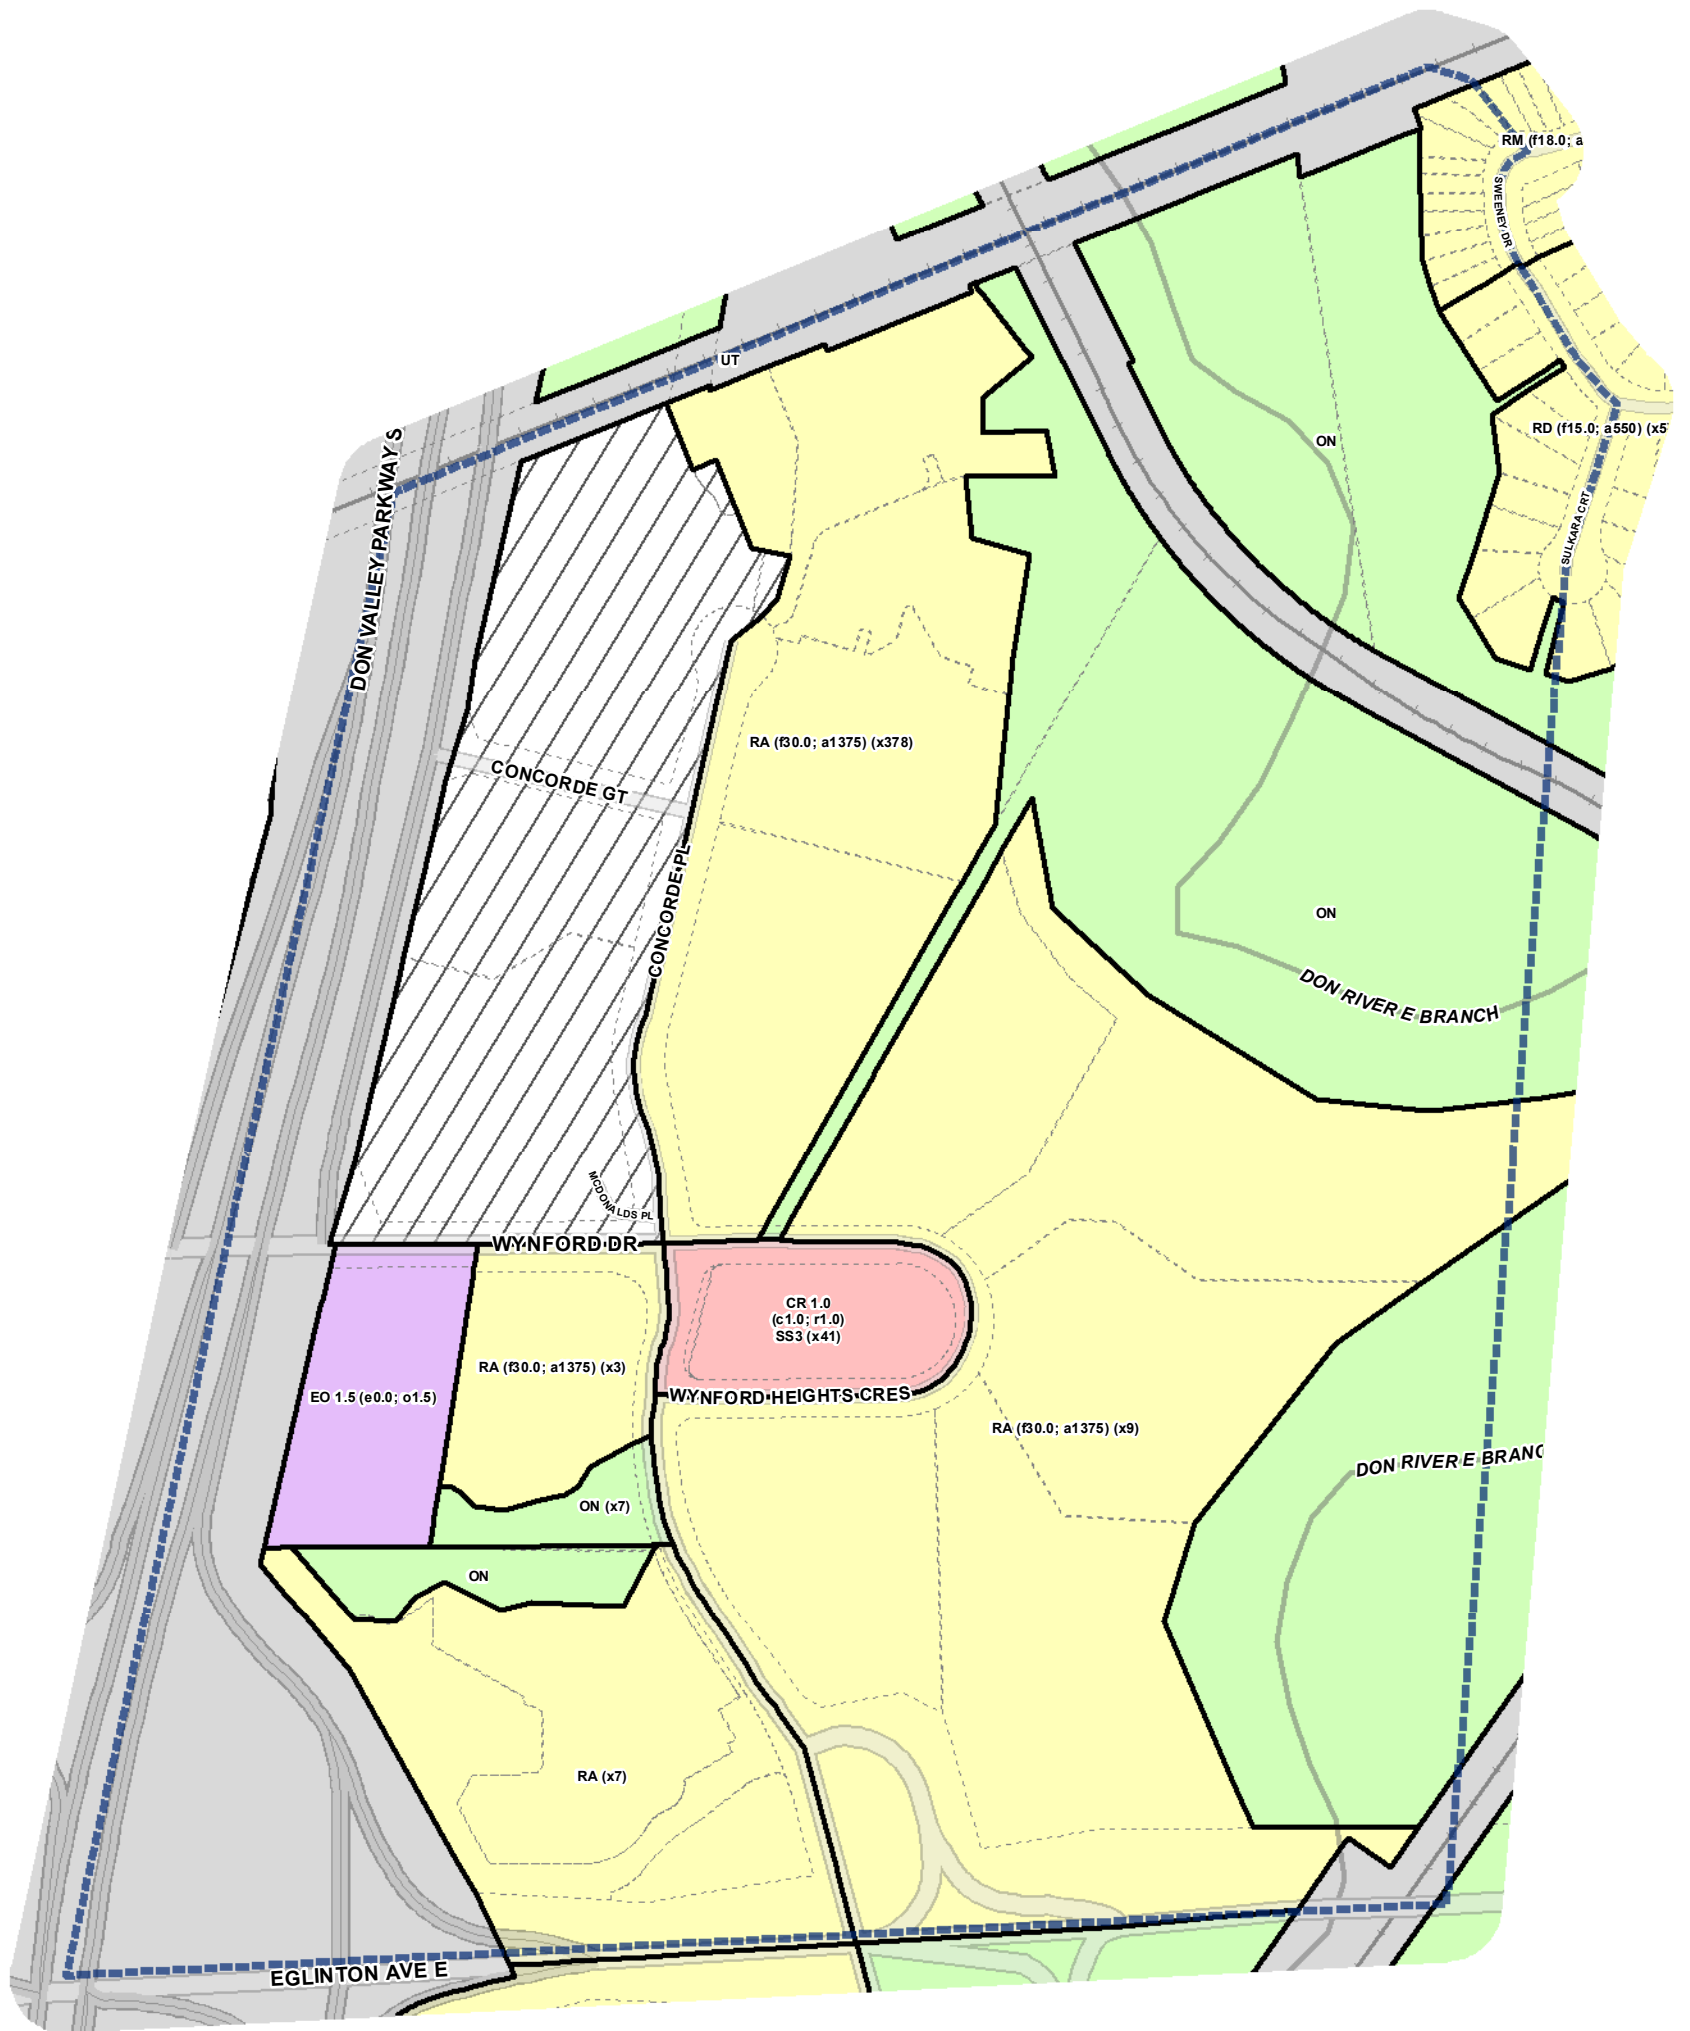 RM (f18.0; a
SWEENEY DR
UT
DON VALLEY PARKWAY S
ON
RD (f15.0; a550) (x5
SULKARA CRT
RA (f30.0; a1375) (x378)
CONCORDE GT
CONCORDE PL
ON
DON RIVER E BRANCH
MCDONALDS PL
WYNFORD DR
CR 1.0
(c1.0; r1.0)
SS3 (x41)
RA (f30.0; a1375) (x3)
EO 1.5 (e0.0; o1.5)
WYNFORD HEIGHTS CRES
RA (f30.0; a1375) (x9)
DON RIVER E BRANC
ON (x7)
ON
RA (x7)
EGLINTON AVE E